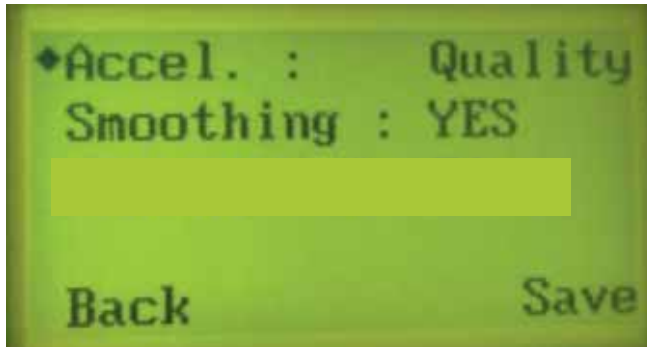 ◆Accel. : Quality
Smoothing : YES
Back Save